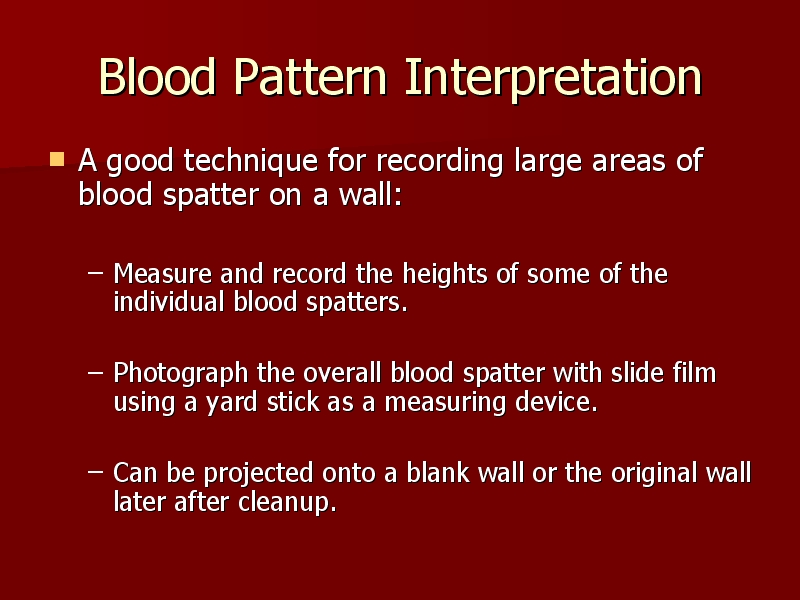 Blood Pattern Interpretation
A good technique for recording large areas of
blood spatter on a wall:
– Measure and record the heights of some of the
individual blood spatters.
– Photograph the overall blood spatter with slide film
using a yard stick as a measuring device.
– Can be projected onto a blank wall or the original wall
later after cleanup.